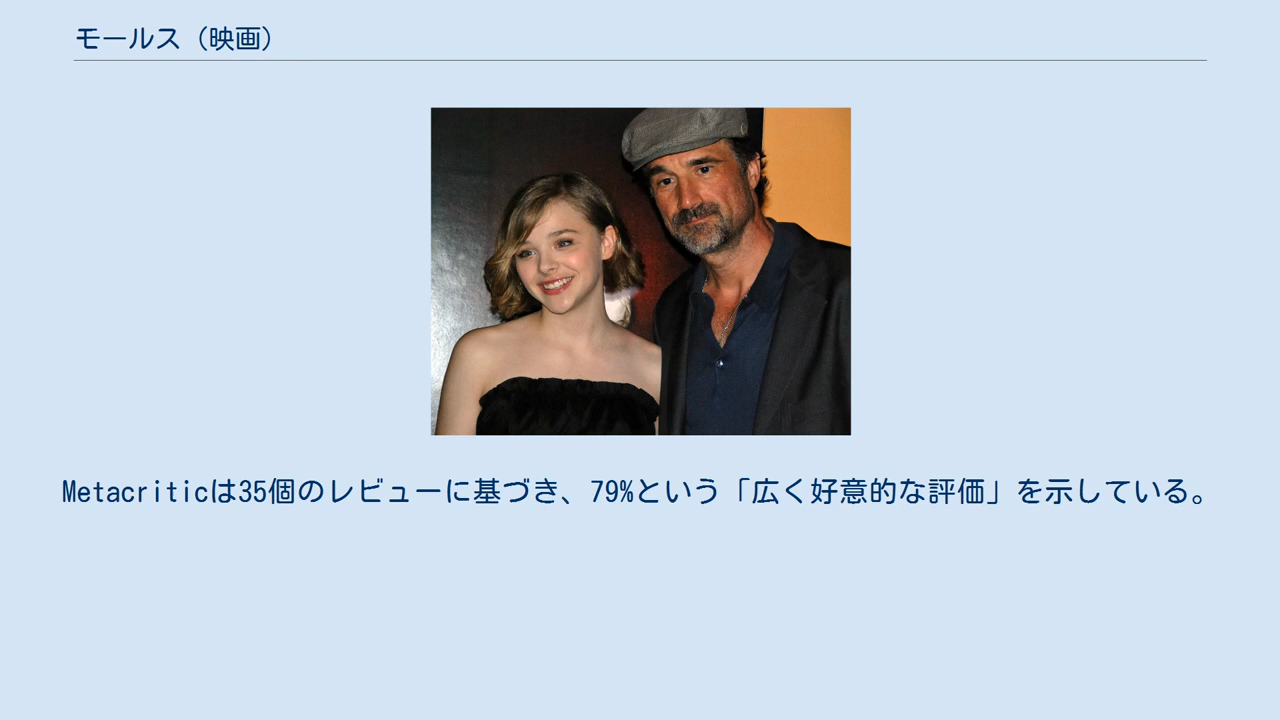 モールス（映画）
Metacriticは35個のレビューに基づき、79%という「広く好意的な評価」を示している。